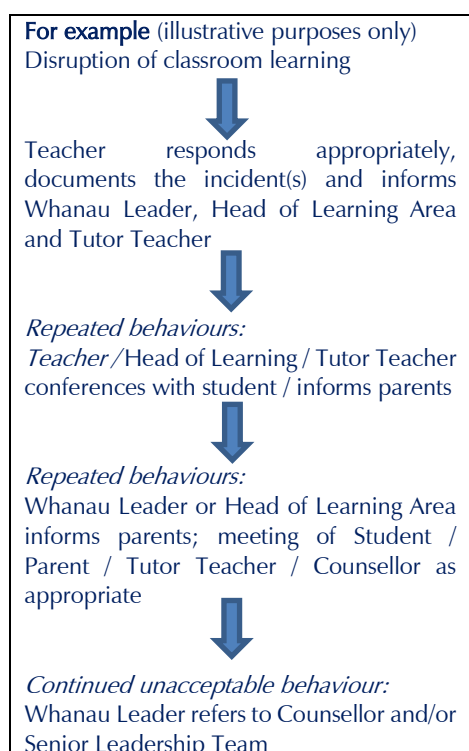 For example (illustrative purposes only)
Disruption of classroom learning
Teacher responds appropriately,
documents the incident(s) and informs
Whanau Leader, Head of Learning Area
and Tutor Teacher
Repeated behaviours:
Teacher / Head of Learning / Tutor Teacher
conferences with student / informs parents
Repeated behaviours:
Whanau Leader or Head of Learning Area
informs parents; meeting of Student /
Parent / Tutor Teacher / Counsellor as
appropriate
Continued unacceptable behaviour:
Whanau Leader refers to Counsellor and/or
Senior Leadership Team